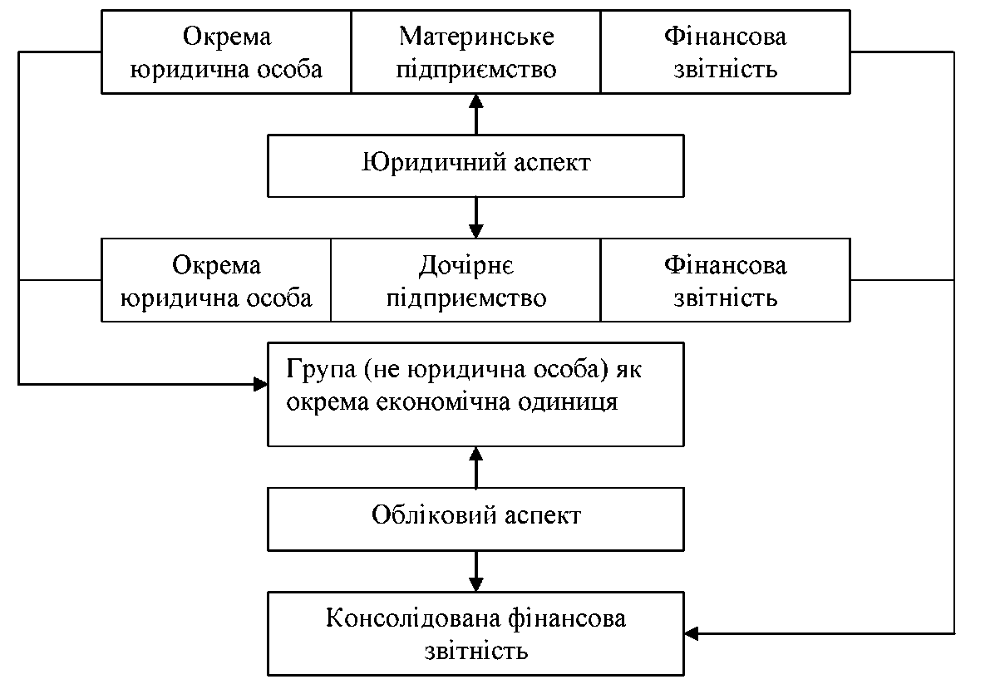 Окрема
юридична особа
Материнське
підприємство
Фінансова
звітність
Юридичний аспект
Окрема
юридична особа
Дочірнє
підприємство
Фінансова
звітність
Група (не юридична особа) як
окрема економічна одиниця
Обліковий аспект
Консолідована фінансова
звітність